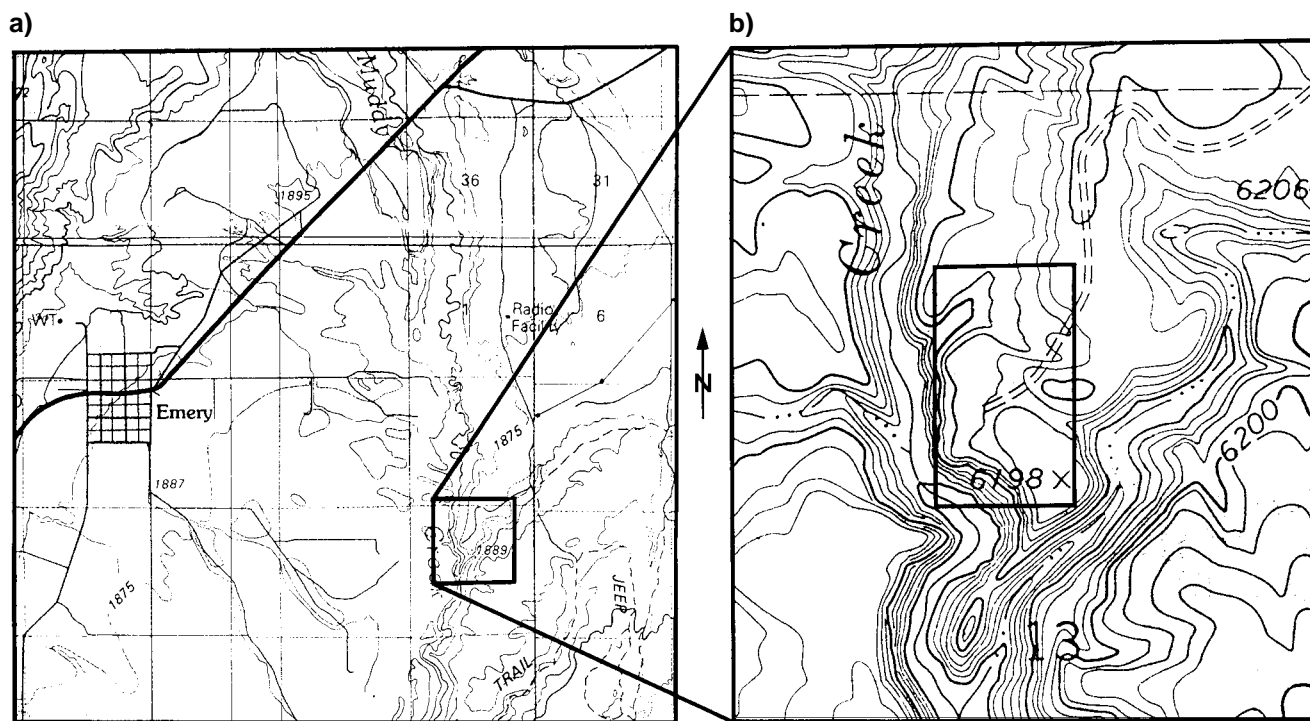 a)
b)
Muddy
1895
36
31
1
Radio
Facility
6
WT
Emery
1875
1887
1889
1875
JEEP
TRAIL
N
Creek
6206
6198
6200
13